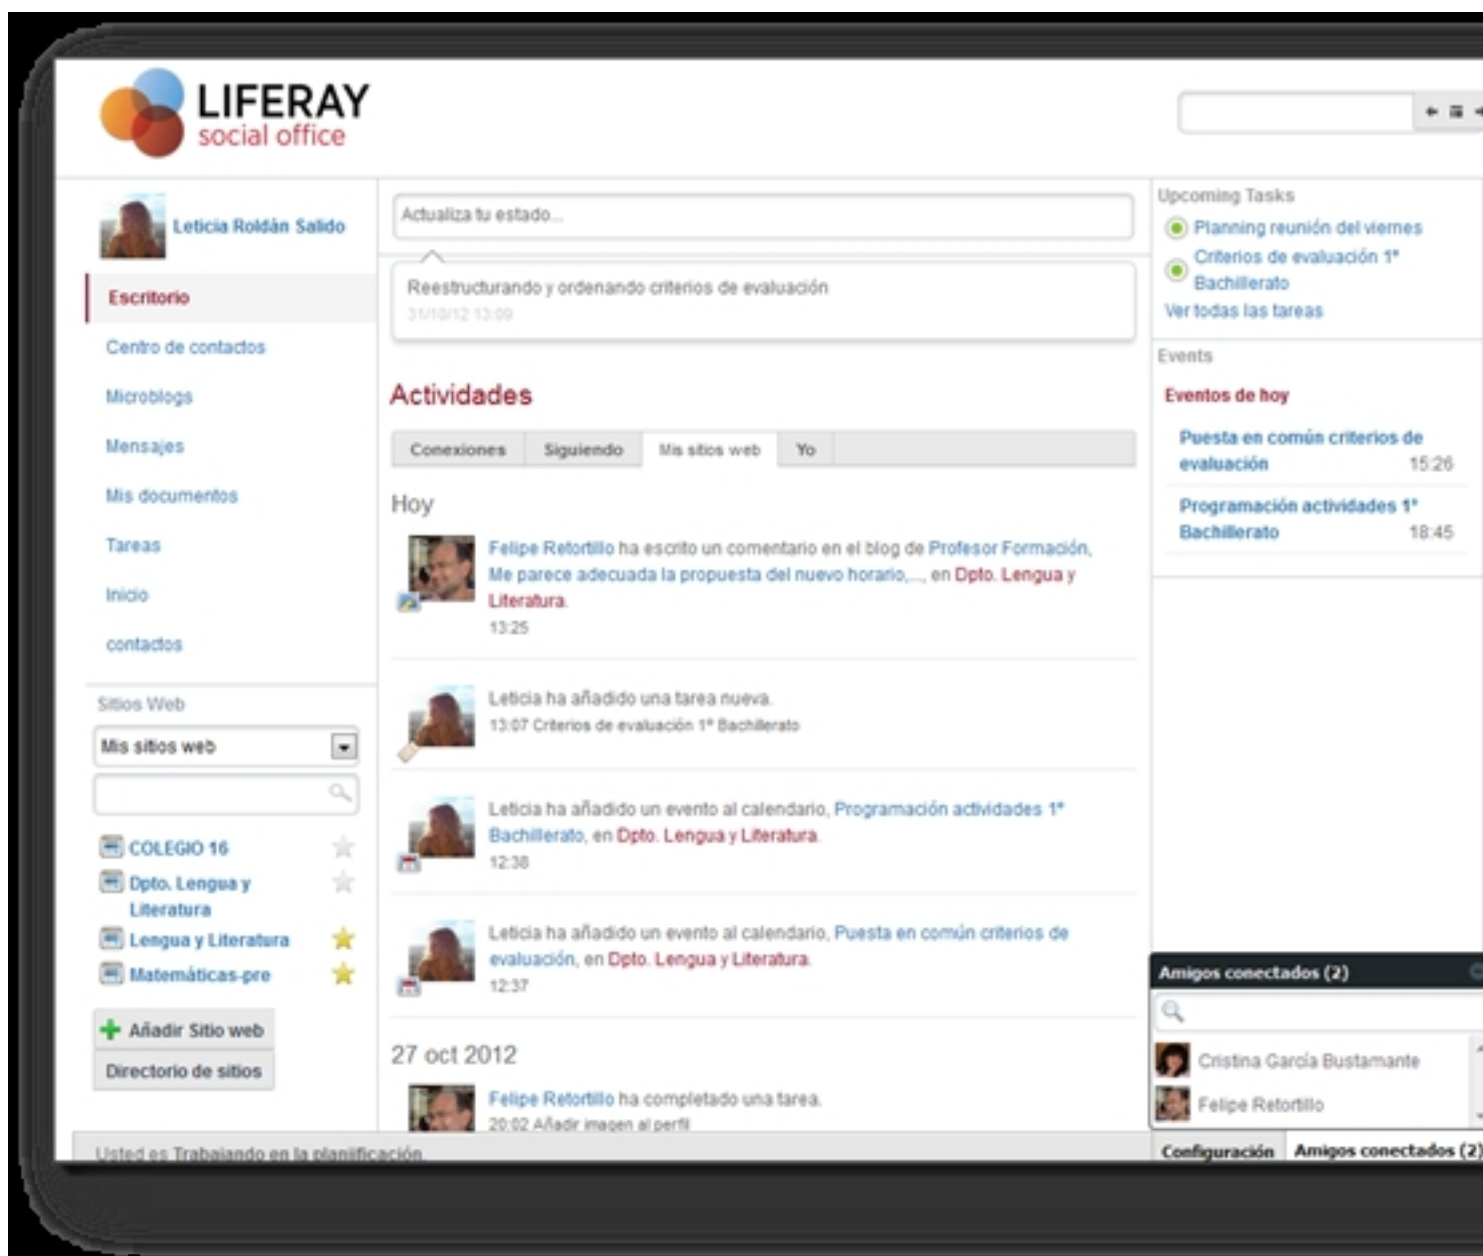 LIFERAY
social office
Leticia Roldán Salido
Escritorio
Centro de contactos
Microblogs
Mensajes
Mis documentos
Tareas
Inicio
contactos
Sitios Web
Mis sitios web
COLEGIO 16
Dpto. Lengua y
Literatura
Lengua y Literatura
Matemáticas-pre
Añadir Sitio web
Directorio de sitios
Actualiza tu estado...
Reestructurando y ordenando criterios de evaluación
31/10/12 13:09
Actividades
Conexiones Siguiendo Mis sitios web Yo
Hoy
Felipe Retortillo ha escrito un comentario en el blog de Profesor Formación,
Me parece adecuada la propuesta del nuevo horario,..., en Dpto. Lengua y
Literatura.
13:25
Leticia ha añadido una tarea nueva.
13:07 Criterios de evaluación 1º Bachillerato
Leticia ha añadido un evento al calendario, Programación actividades 1º
Bachillerato, en Dpto. Lengua y Literatura.
12:38
Leticia ha añadido un evento al calendario, Puesta en común criterios de
evaluación, en Dpto. Lengua y Literatura.
12:37
27 oct 2012
Felipe Retortillo ha completado una tarea.
20:02 Añadir imagen al perfil
Upcoming Tasks
Planning reunión del viernes
Criterios de evaluación 1º
Bachillerato
Ver todas las tareas
Events
Eventos de hoy
Puesta en común criterios de
evaluación 15:26
Programación actividades 1º
Bachillerato 18:45
Amigos conectados (2)
Cristina García Bustamante
Felipe Retortillo
Usted es Trabajando en la planificación.
Configuración Amigos conectados (2)